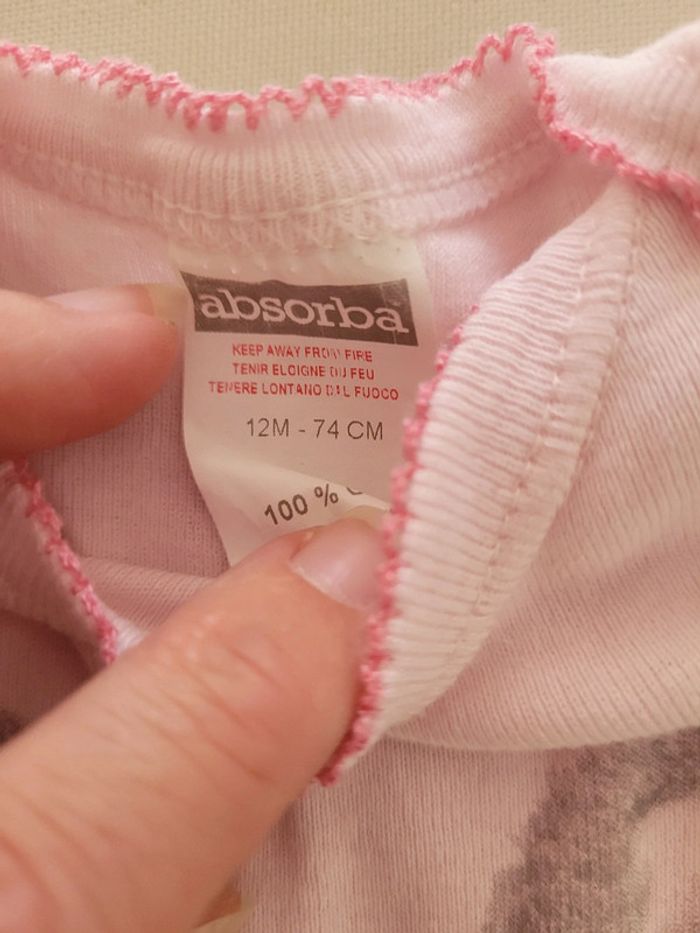 absorba
KEEP AWAY FROM FIRE
TENIR ELOIGNE DU FEU
TENERE LONTANO DAL FUOCO
12M - 74 CM
100 %